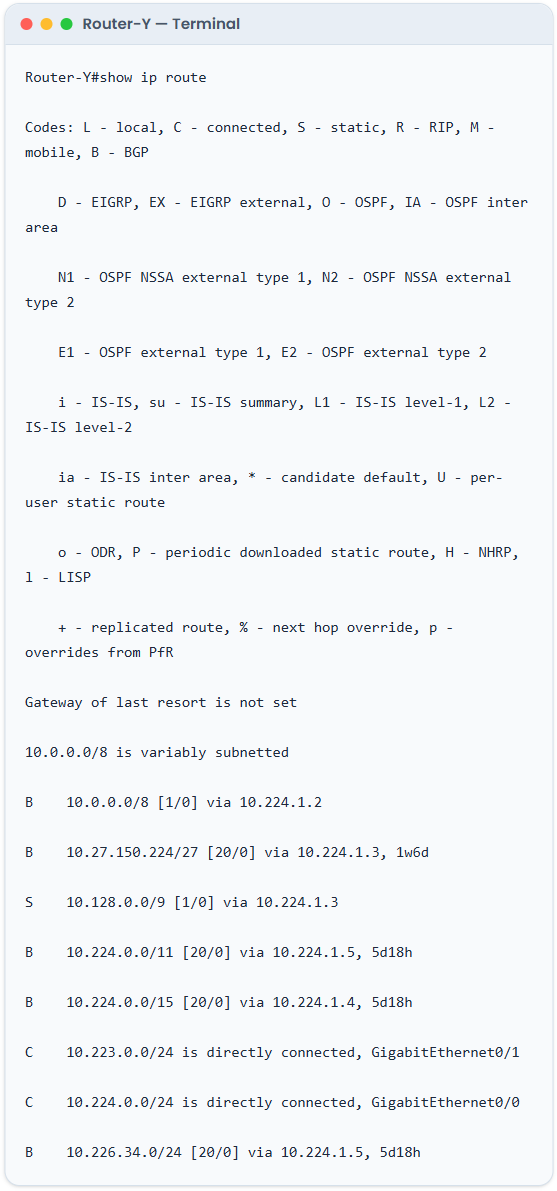 Router-Y — Terminal
Router-Y#show ip route
Codes: L - local, C - connected, S - static, R - RIP, M -
mobile, B - BGP
D - EIGRP, EX - EIGRP external, O - OSPF, IA - OSPF inter
area
N1 - OSPF NSSA external type 1, N2 - OSPF NSSA external
type 2
E1 - OSPF external type 1, E2 - OSPF external type 2
i - IS-IS, su - IS-IS summary, L1 - IS-IS level-1, L2 -
IS-IS level-2
ia - IS-IS inter area, * - candidate default, U - per-
user static route
o - ODR, P - periodic downloaded static route, H - NHRP,
l - LISP
+ - replicated route, % - next hop override, p -
overrides from PfR
Gateway of last resort is not set
10.0.0.0/8 is variably subnetted
B    10.0.0.0/8 [1/0] via 10.224.1.2
B    10.27.150.224/27 [20/0] via 10.224.1.3, 1w6d
S    10.128.0.0/9 [1/0] via 10.224.1.3
B    10.224.0.0/11 [20/0] via 10.224.1.5, 5d18h
B    10.224.0.0/15 [20/0] via 10.224.1.4, 5d18h
C    10.223.0.0/24 is directly connected, GigabitEthernet0/1
C    10.224.0.0/24 is directly connected, GigabitEthernet0/0
B    10.226.34.0/24 [20/0] via 10.224.1.5, 5d18h